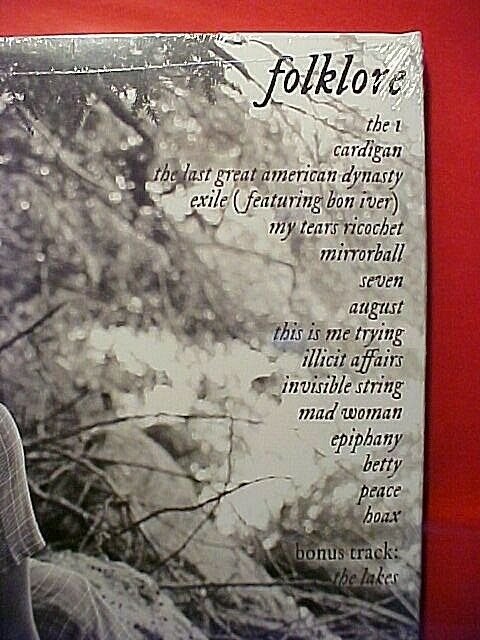 folklore
the 1
cardigan
the last great american dynasty
exile (featuring bon iver)
my tears ricochet
mirrorball
seven
august
this is me trying
illicit affairs
invisible string
mad woman
epiphany
betty
peace
hoax
bonus track:
the lakes